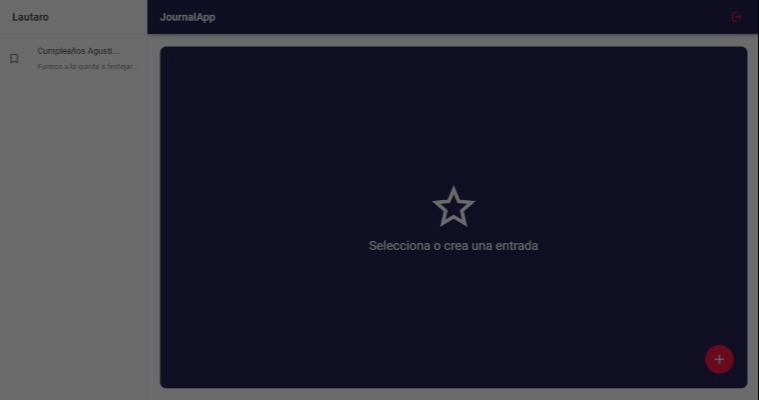 Lautaro
JournalApp
Cumpleaños Agusti...
Fuimos a la quinta a festejar...
Selecciona o crea una entrada